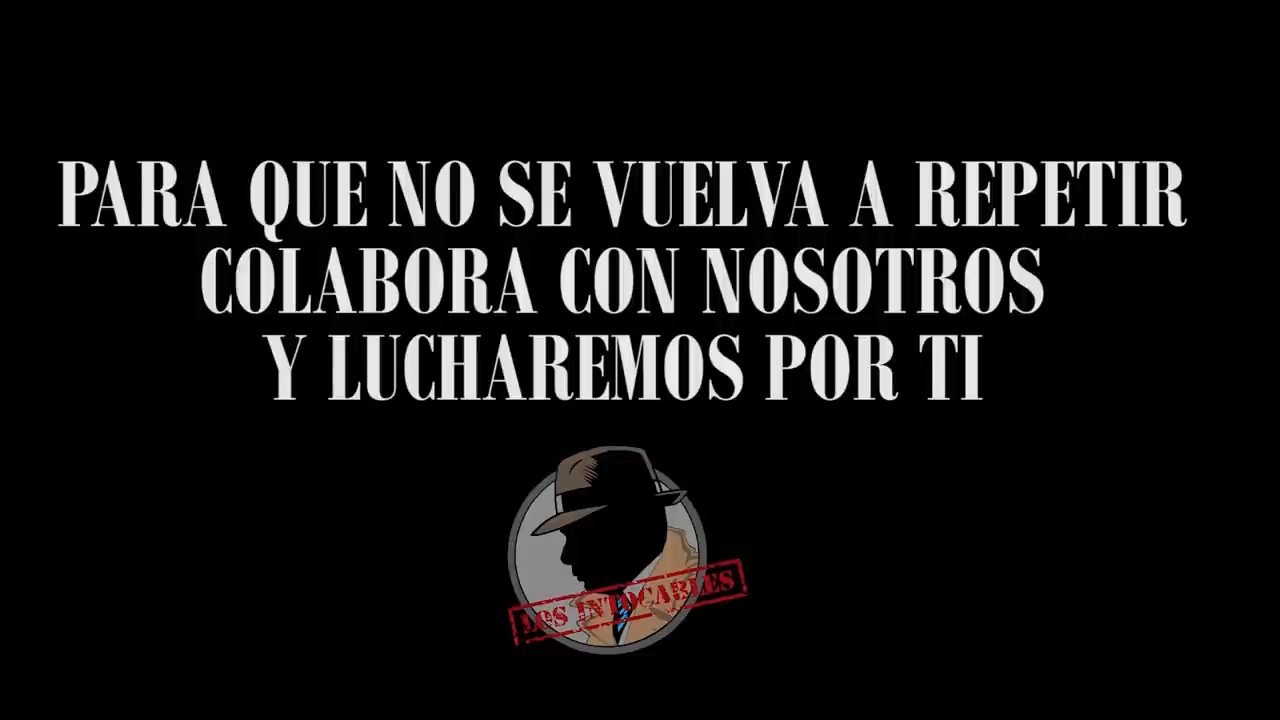 PARA QUE NO SE VUELVA A REPETIR
COLABORA CON NOSOTROS
Y LUCHAREMOS POR TI
LOS INTOCABLES